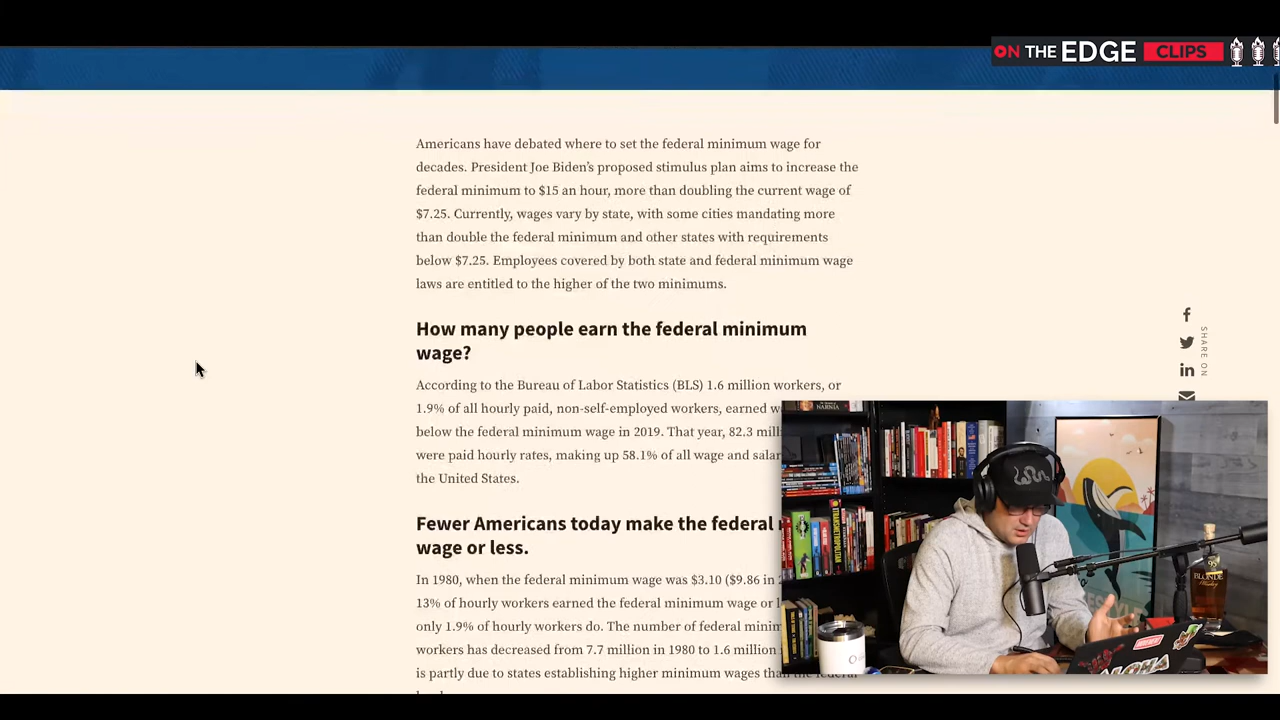 ON THE EDGE CLIPS
Americans have debated where to set the federal minimum wage for
decades. President Joe Biden's proposed stimulus plan aims to increase the
federal minimum to $15 an hour, more than doubling the current wage of
$7.25. Currently, wages vary by state, with some cities mandating more
than double the federal minimum and other states with requirements
below $7.25. Employees covered by both state and federal minimum wage
laws are entitled to the higher of the two minimums.
SHARE ON
How many people earn the federal minimum
wage?
According to the Bureau of Labor Statistics (BLS) 1.6 million workers, or
1.9% of all hourly paid, non-self-employed workers, earned
below the federal minimum wage in 2019. That year, 82.3
were paid hourly rates, making up 58.1% of all wage and
the United States.
Fewer Americans today make the federal
wage or less.
In 1980, when the federal minimum wage was $3.10 ($9.86 in
13% of hourly workers earned the federal minimum wage or
only 1.9% of hourly workers do. The number of federal
workers has decreased from 7.7 million in 1980 to 1.6 million
is partly due to states establishing higher minimum wages than the federal
NARNIA
TRANSMETROPOLITAN
BLONDE
ALOHA